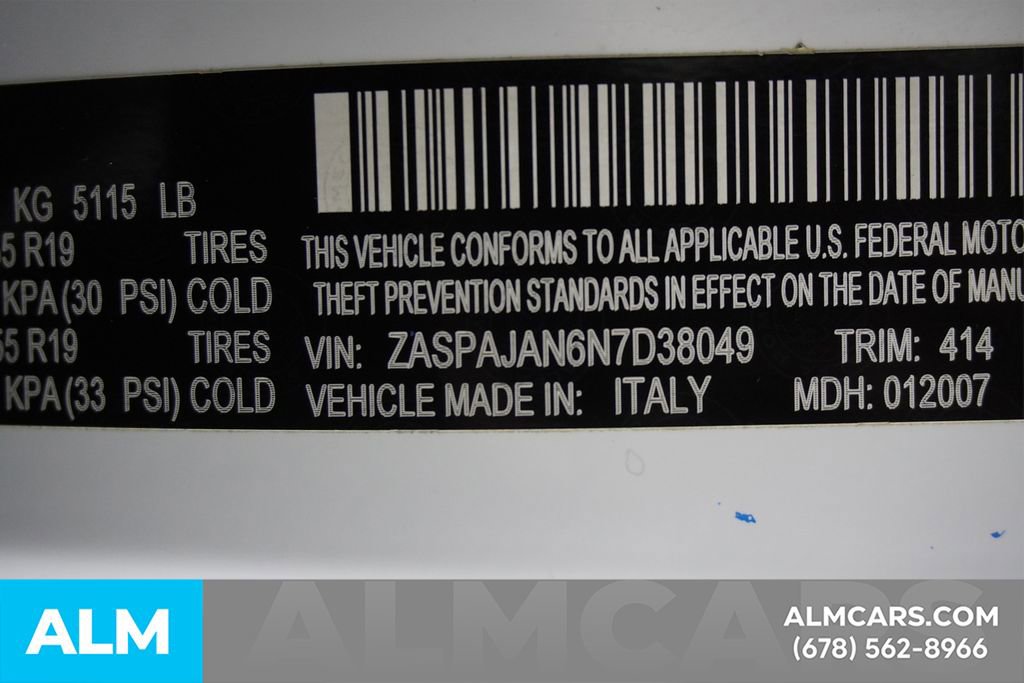 KG 5115 LB
5 R19 TIRES
KPA (30 PSI) COLD
55 R19 TIRES
KPA (33 PSI) COLD
THIS VEHICLE CONFORMS TO ALL APPLICABLE U.S. FEDERAL MOTO
THEFT PREVENTION STANDARDS IN EFFECT ON THE DATE OF MANU
VIN: ZASPAJAN6N7D38049 TRIM: 414
VEHICLE MADE IN: ITALY MDH: 012007
ALM
ALMCARS
ALMCARS.COM
(678) 562-8966